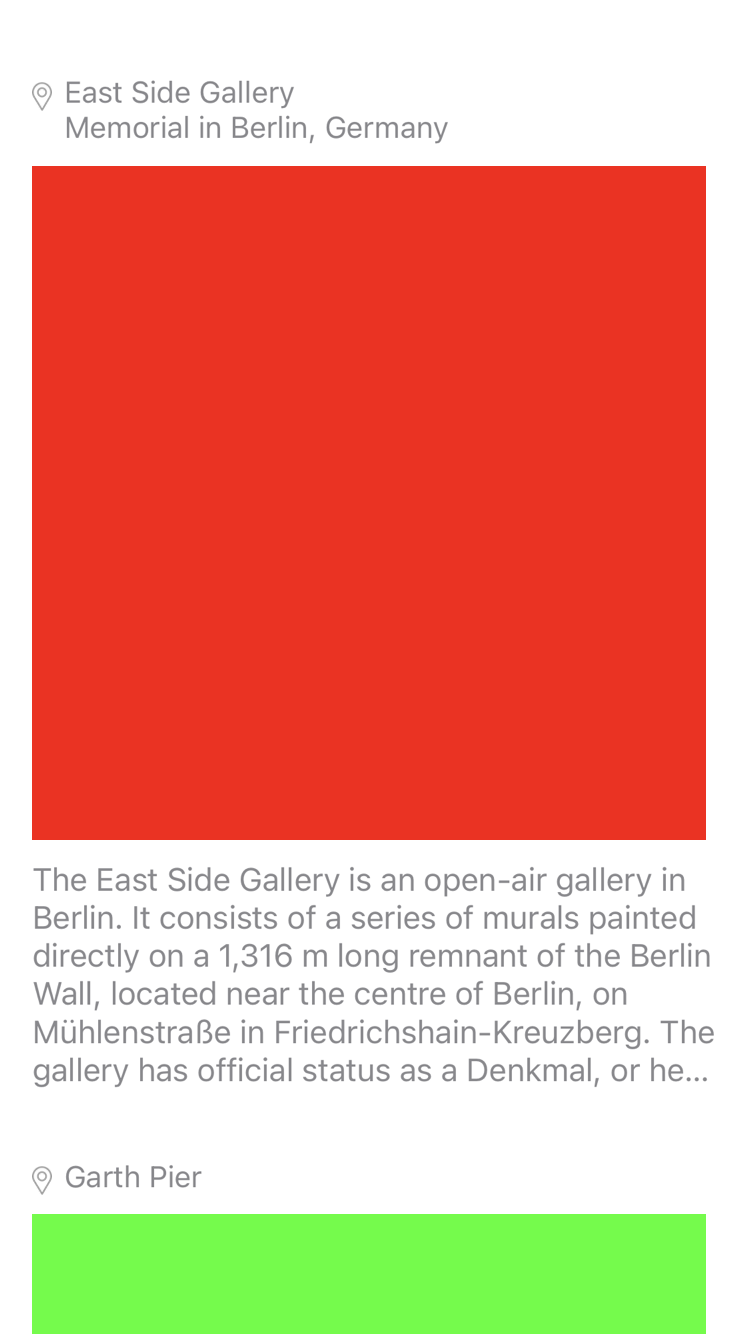 East Side Gallery
Memorial in Berlin, Germany
The East Side Gallery is an open-air gallery in
Berlin. It consists of a series of murals painted
directly on a 1,316 m long remnant of the Berlin
Wall, located near the centre of Berlin, on
Mühlenstraße in Friedrichshain-Kreuzberg. The
gallery has official status as a Denkmal, or he...
Garth Pier